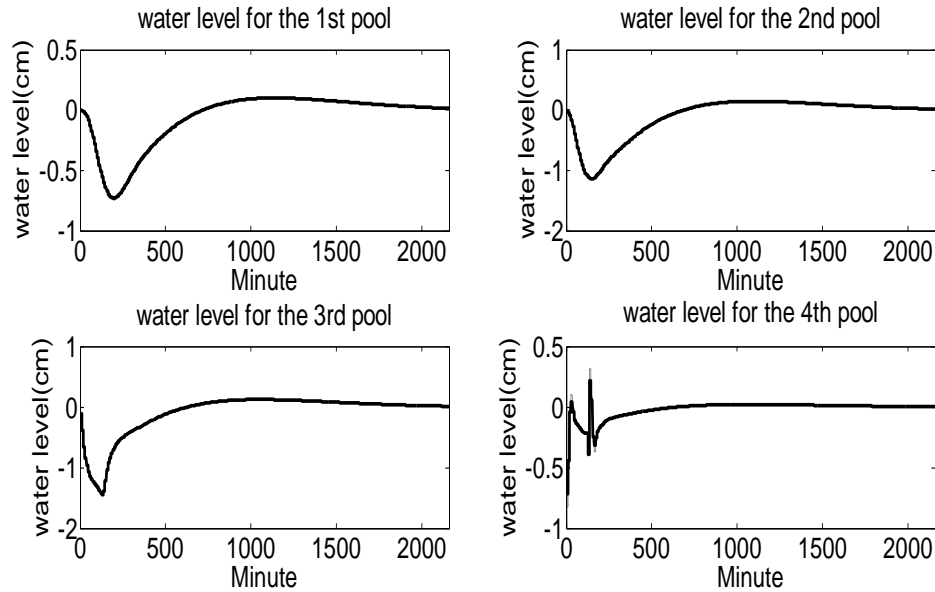 water level for the 1st pool
water level(cm)
0.5
0
-0.5
-1
0 500 1000 1500 2000
Minute
water level for the 2nd pool
water level(cm)
1
0
-1
-2
0 500 1000 1500 2000
Minute
water level for the 3rd pool
water level(cm)
1
0
-1
-2
0 500 1000 1500 2000
Minute
water level for the 4th pool
water level(cm)
0.5
0
-0.5
-1
0 500 1000 1500 2000
Minute